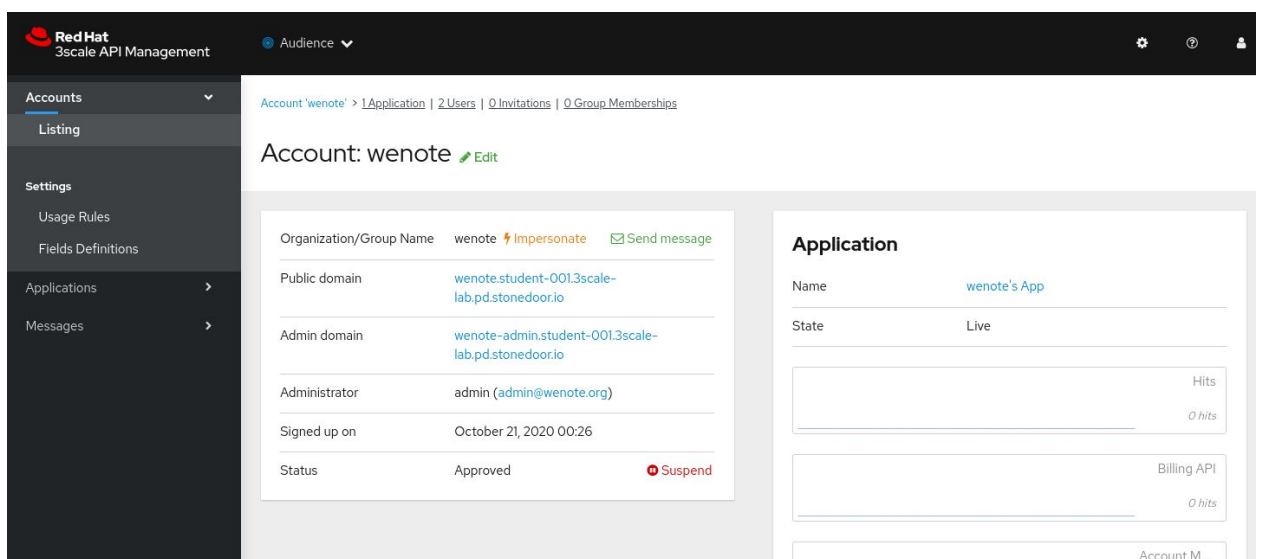 Red Hat
3scale API Management
Audience
Accounts
Listing
Settings
Usage Rules
Fields Definitions
Applications
Messages
Account 'wenote' > 1 Application | 2 Users | 0 Invitations | 0 Group Memberships
Account: wenote Edit
Organization/Group Name wenote Impersonate Send message
Public domain wenote.student-001.3scale-
lab.pd.stonedoor.io
Admin domain wenote-admin.student-001.3scale-
lab.pd.stonedoor.io
Administrator admin (admin@wenote.org)
Signed up on October 21, 2020 00:26
Status Approved Suspend
Application
Name wenote's App
State Live
Hits
0 hits
Billing API
0 hits
Account M...